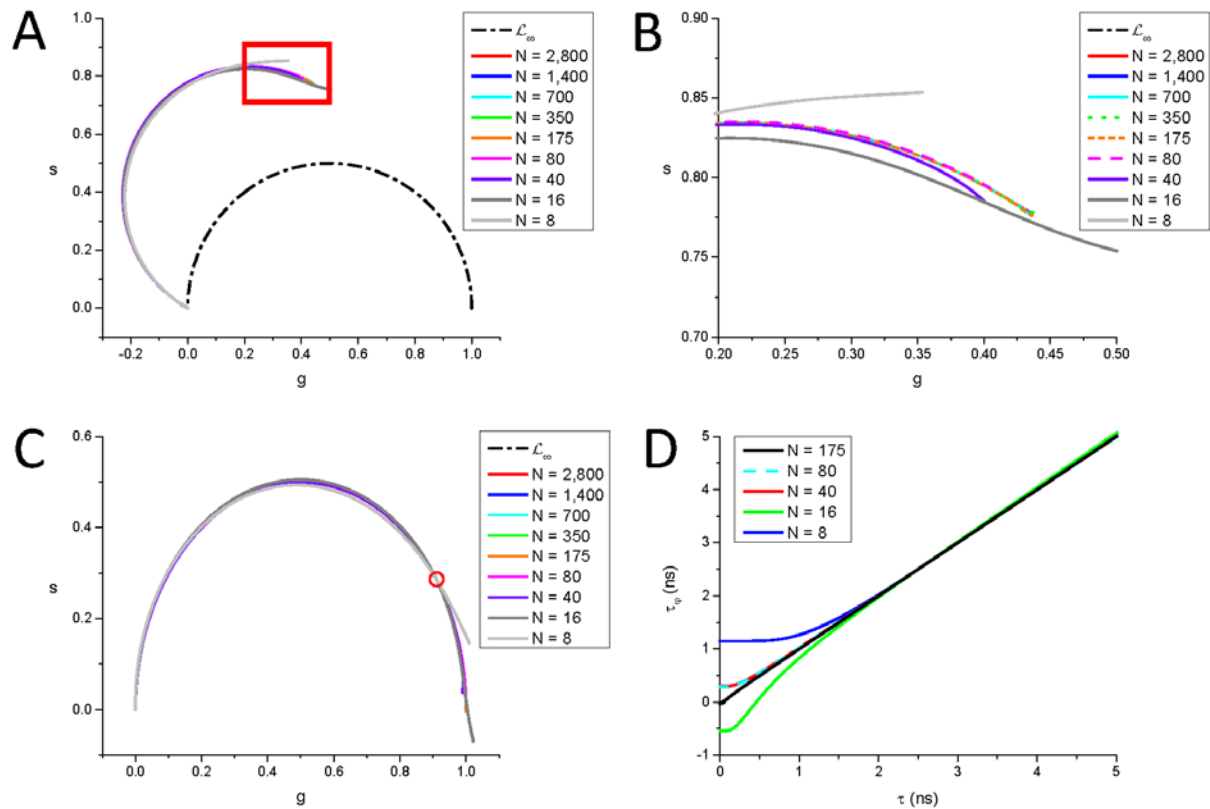 A
s
1.0
0.8
0.6
0.4
0.2
0.0
-0.2 0.0 0.2 0.4 0.6 0.8 1.0
g
ℒ∞
N = 2,800
N = 1,400
N = 700
N = 350
N = 175
N = 80
N = 40
N = 16
N = 8
B
s
0.90
0.85
0.80
0.75
0.70
0.20 0.25 0.30 0.35 0.40 0.45 0.50
g
ℒ∞
N = 2,800
N = 1,400
N = 700
N = 350
N = 175
N = 80
N = 40
N = 16
N = 8
C
s
0.6
0.4
0.2
0.0
0.0 0.2 0.4 0.6 0.8 1.0
g
ℒ∞
N = 2,800
N = 1,400
N = 700
N = 350
N = 175
N = 80
N = 40
N = 16
N = 8
D
τφ (ns)
5
4
3
2
1
0
-1
0 1 2 3 4 5
τ (ns)
N = 175
N = 80
N = 40
N = 16
N = 8